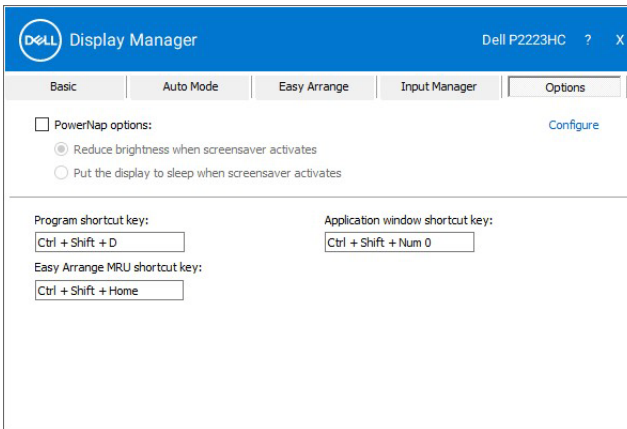 DELL Display Manager Dell P2223HC ? X
Basic Auto Mode Easy Arrange Input Manager Options
PowerNap options: Configure
Reduce brightness when screensaver activates
Put the display to sleep when screensaver activates
Program shortcut key: Application window shortcut key:
Ctrl + Shift + D Ctrl + Shift + Num 0
Easy Arrange MRU shortcut key:
Ctrl + Shift + Home